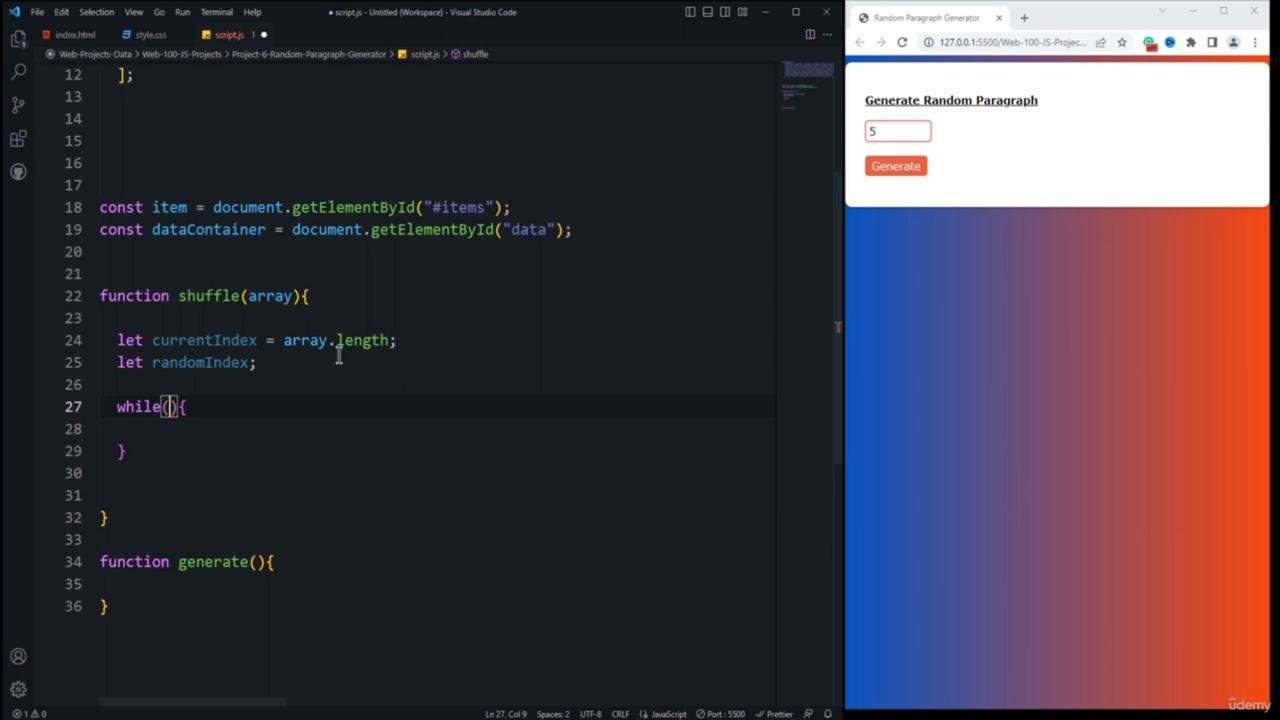 File Edit Selection View Go Run Terminal Help
● script.js - Untitled (Workspace) - Visual Studio Code
index.html style.css script.js 1 ●
Web-Projects-Data > Web-100-JS-Projects > Project-6-Random-Paragraph-Generator > script.js > shuffle
12 ];
13
14
15
16
17
18 const item = document.getElementById("#items");
19 const dataContainer = document.getElementById("data");
20
21
22 function shuffle(array){
23
24 let currentIndex = array.length;
25 let randomIndex;
26
27 while(){
28
29 }
30
31
32 }
33
34 function generate(){
35
36 }
1 0
Ln 27, Col 9 Spaces: 2 UTF-8 CRLF JavaScript Port : 5500 Prettier
Random Paragraph Generator
127.0.0.1:5500/Web-100-JS-Projec...
off
Generate Random Paragraph
5
Generate
udemy